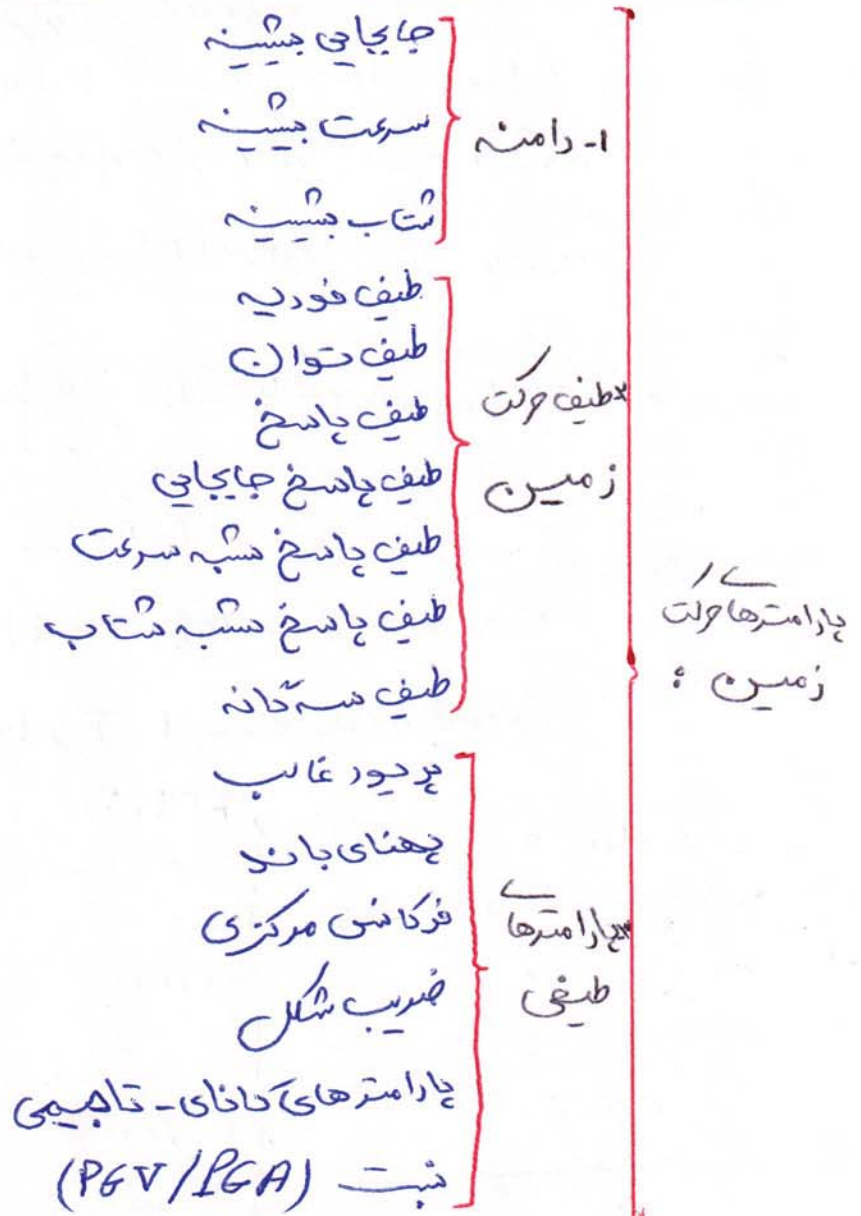 پارامترهای حرکت
زمین :
۱- دامنه
جابجایی بیشینه
سرعت بیشینه
شتاب بیشینه
*طیف حرکت
زمین
طیف فوریه
طیف توان
طیف پاسخ
طیف پاسخ جابجایی
طیف پاسخ شبه سرعت
طیف پاسخ شبه شتاب
طیف سه گانه
*پارامترهای
طیفی
پریود غالب
پهنای باند
فرکانس مرکزی
ضریب شکل
پارامترهای کانای - تاجیمی
نسبت (PGV/PGA)